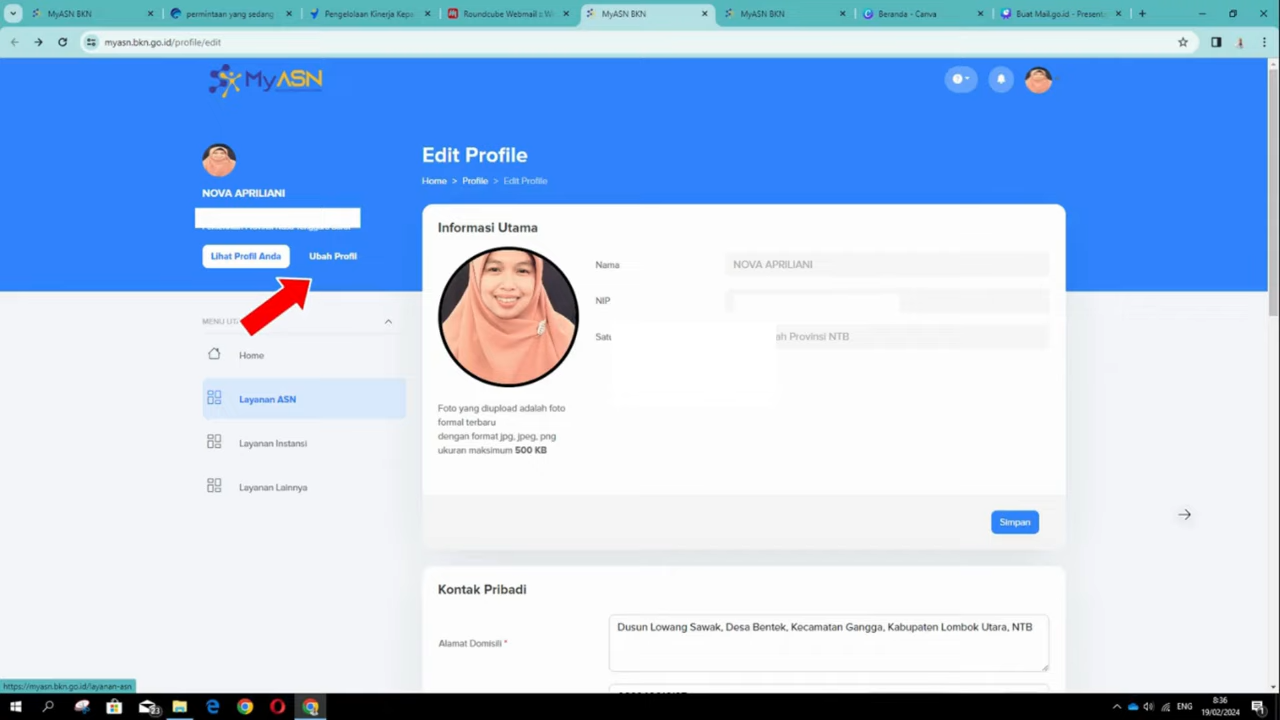 MyASN BKN
permintaan yang sedang
Pengelolaan Kinerja Kepe
Roundcube Webmail :: W
MyASN BKN
MyASN BKN
Beranda - Canva
Buat Mail.go.id - Present
myasn.bkn.go.id/profile/edit
MyASN
NOVA APRILIANI
Lihat Profil Anda
Ubah Profil
MENU
Home
Layanan ASN
Layanan Instansi
Layanan Lainnya
Edit Profile
Home > Profile > Edit Profile
Informasi Utama
Nama
NOVA APRILIANI
NIP
Satu
ah Provinsi NTB
Foto yang diupload adalah foto
formal terbaru
dengan format jpg, jpeg, png
ukuran maksimum 500 KB
Simpan
Kontak Pribadi
Alamat Domisili *
Dusun Lowang Sawak, Desa Bentek, Kecamatan Gangga, Kabupaten Lombok Utara, NTB
https://myasn.bkn.go.id/layanan-asn
23
ENG
8:36
19/02/2024
1